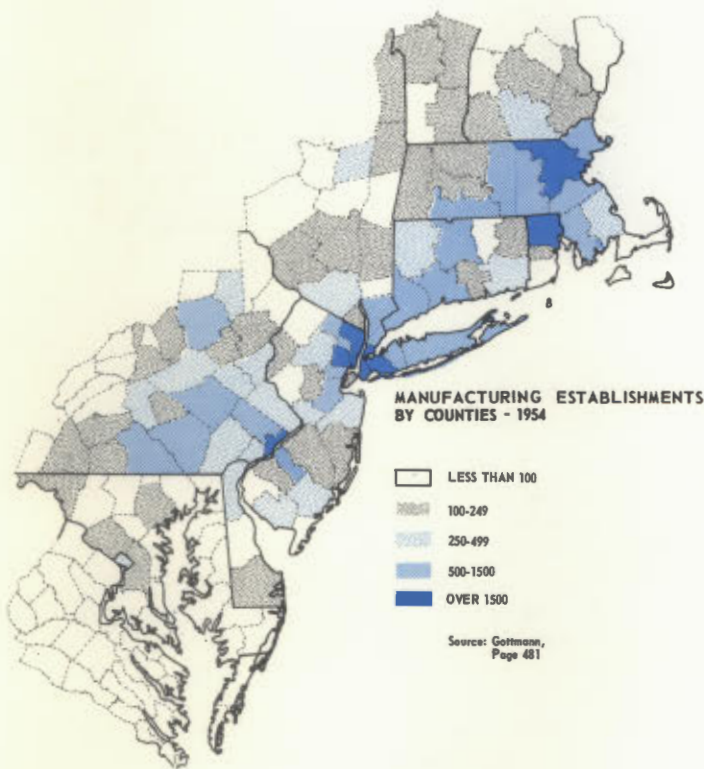 8
MANUFACTURING ESTABLISHMENTS
BY COUNTIES - 1954
LESS THAN 100
100-249
250-499
500-1500
OVER 1500
Source: Gottmann,
Page 481